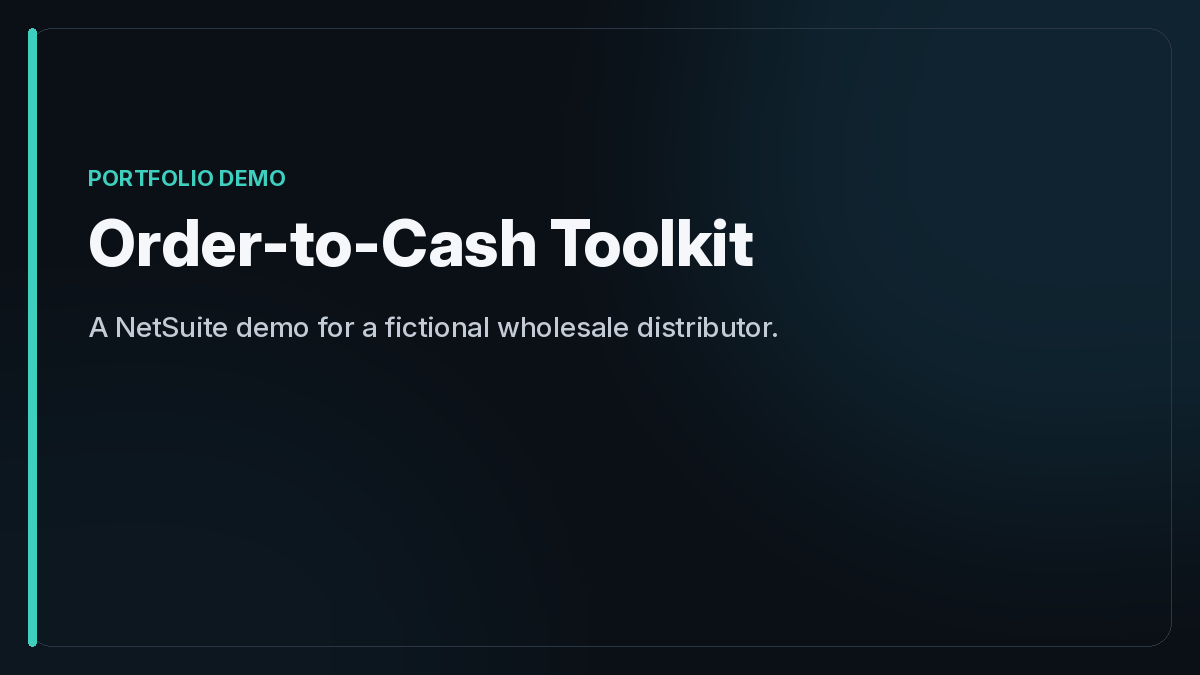 PORTFOLIO DEMO
Order-to-Cash Toolkit
A NetSuite demo for a fictional wholesale distributor.